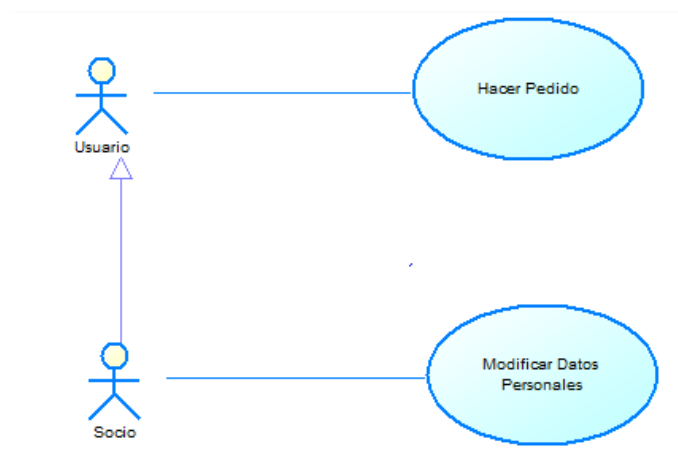 Hacer Pedido
Usuario
Modificar Datos
Personales
Socio